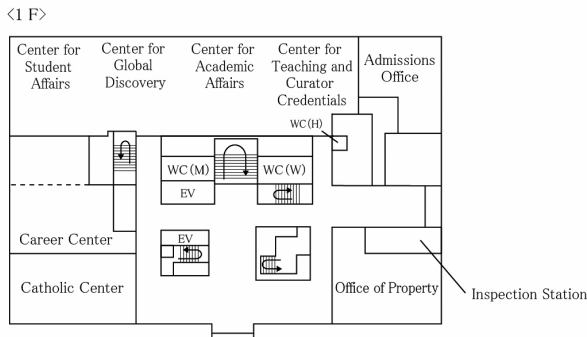 <1 F>
Center for
Student
Affairs
Center for
Global
Discovery
Center for
Academic
Affairs
Center for
Teaching and
Curator
Credentials
Admissions
Office
WC(H)
WC(M)
WC(W)
EV
EV
Career Center
Catholic Center
Office of Property
Inspection Station